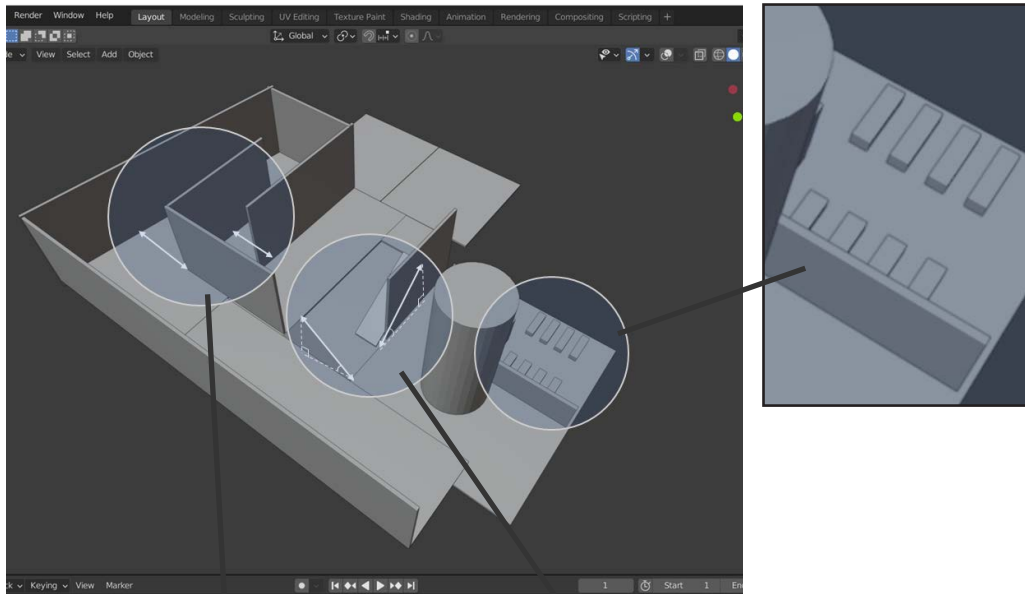 Render Window Help Layout Modeling Sculpting UV Editing Texture Paint Shading Animation Rendering Compositing Scripting +
Global
View Select Add Object
Keying View Marker 1 Start 1